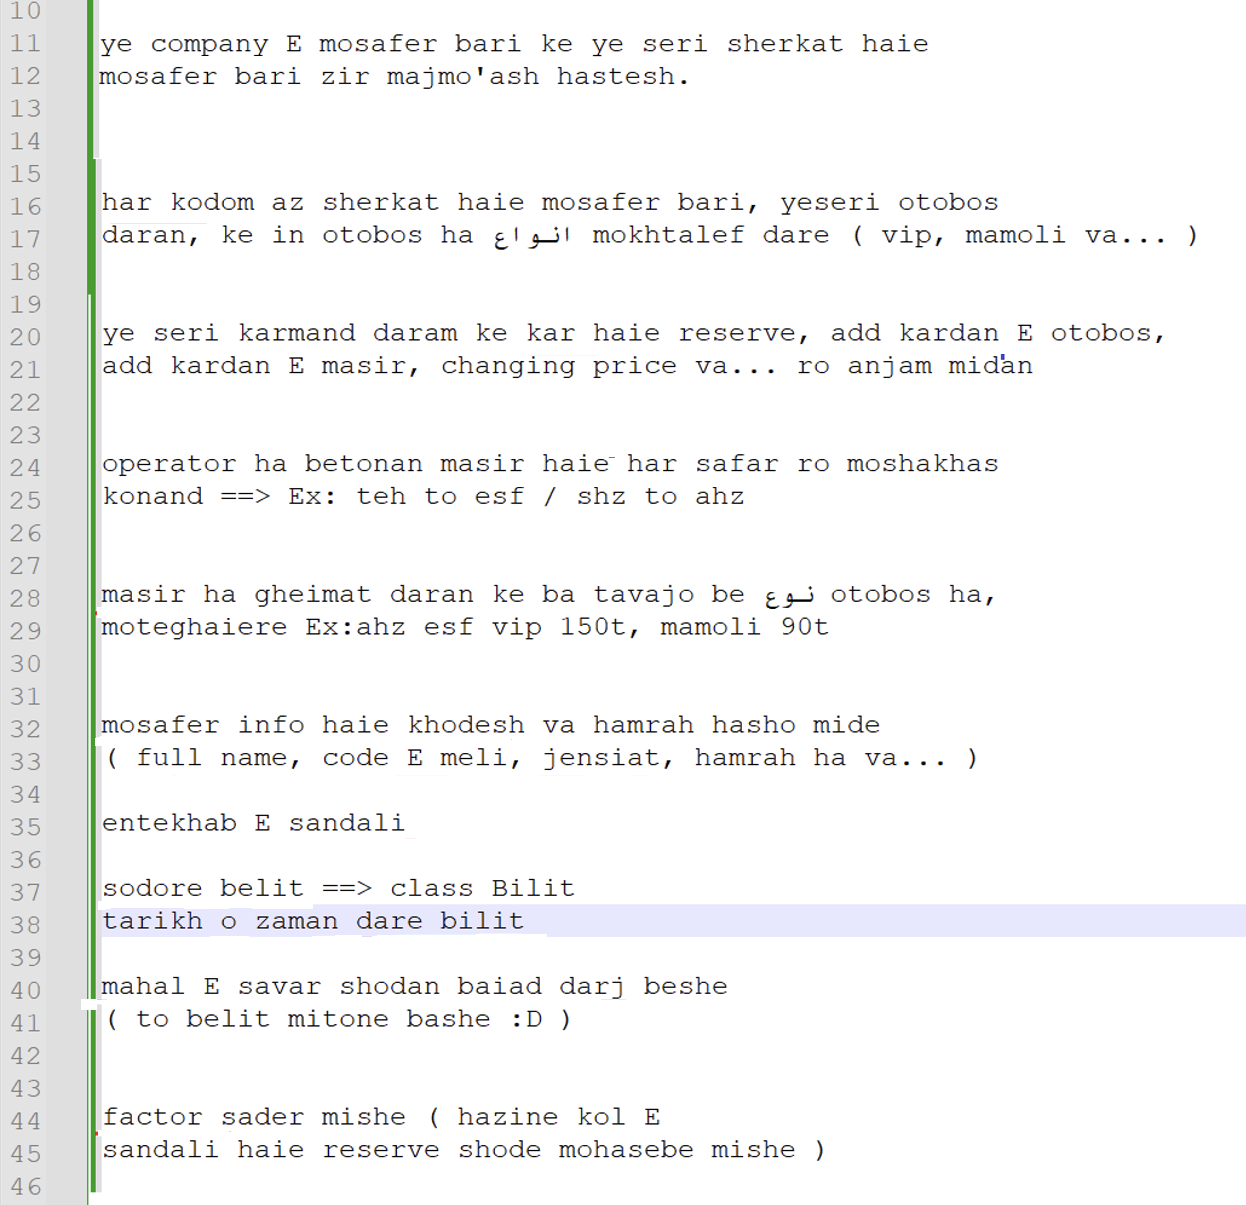 10
11 ye company E mosafer bari ke ye seri sherkat haie
12 mosafer bari zir majmo'ash hastesh.
13
14
15
16 har kodom az sherkat haie mosafer bari, yeseri otobos
17 daran, ke in otobos ha انواع mokhtalef dare ( vip, mamoli va... )
18
19
20 ye seri karmand daram ke kar haie reserve, add kardan E otobos,
21 add kardan E masir, changing price va... ro anjam midan
22
23
24 operator ha betonan masir haie har safar ro moshakhas
25 konand ==> Ex: teh to esf / shz to ahz
26
27
28 masir ha gheimat daran ke ba tavajo be نوع otobos ha,
29 moteghaiere Ex:ahz esf vip 150t, mamoli 90t
30
31
32 mosafer info haie khodesh va hamrah hasho mide
33 ( full name, code E meli, jensiat, hamrah ha va... )
34
35 entekhab E sandali
36
37 sodore belit ==> class Bilit
38 tarikh o zaman dare bilit
39
40 mahal E savar shodan baiad darj beshe
41 ( to belit mitone bashe :D )
42
43
44 factor sader mishe ( hazine kol E
45 sandali haie reserve shode mohasebe mishe )
46